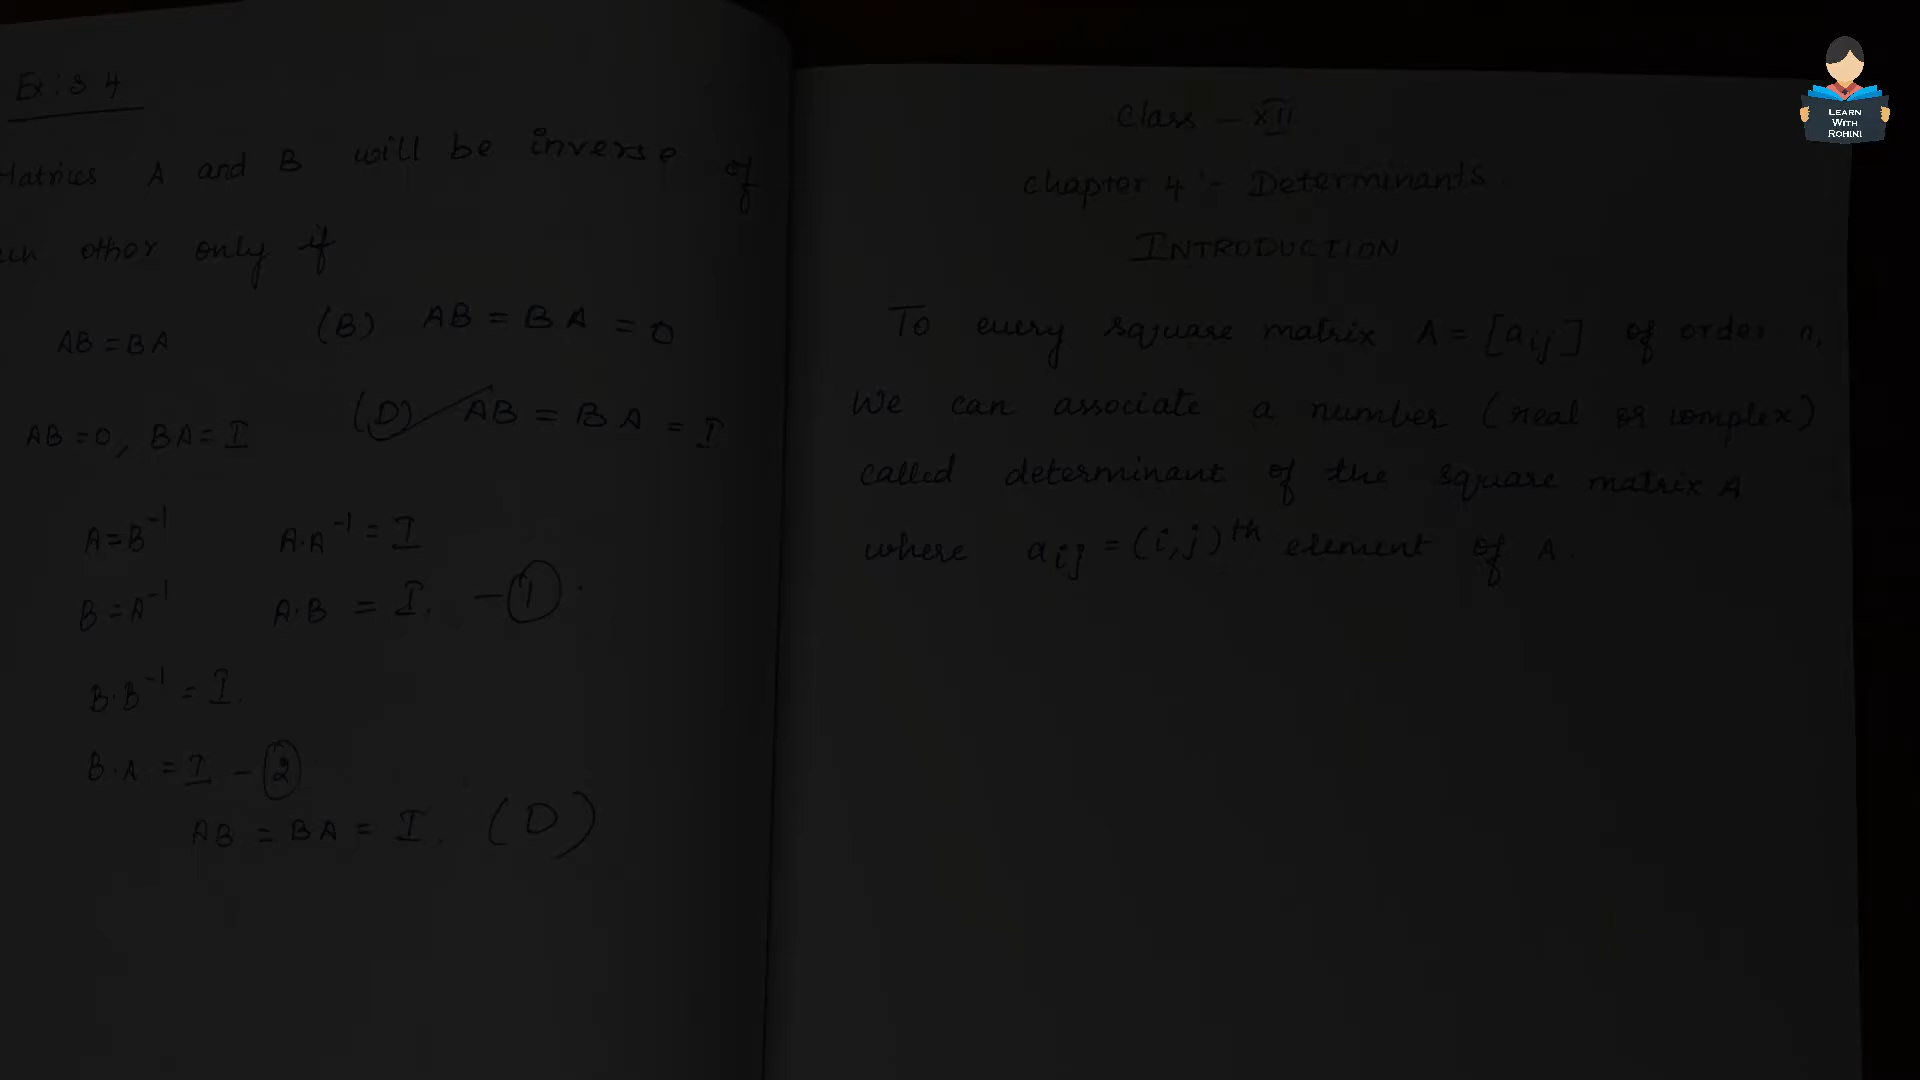 Ex: 3 4
Matrices A and B will be inverse of
other only if
AB = BA (B) AB = BA = 0
AB = 0, BA = I (D) AB = BA = I
A = B⁻¹ A·A⁻¹ = I
B = A⁻¹ A·B = I. – ①
B·B⁻¹ = I.
B·A = I – ②
AB = BA = I. (D)
Class – XII
Chapter 4 - Determinants.
INTRODUCTION
To every square matrix A = [aij] of order n,
We can associate a number (real or complex)
called determinant of the square matrix A
where aij = (i,j)th element of A.
LEARN
WITH
ROHINI